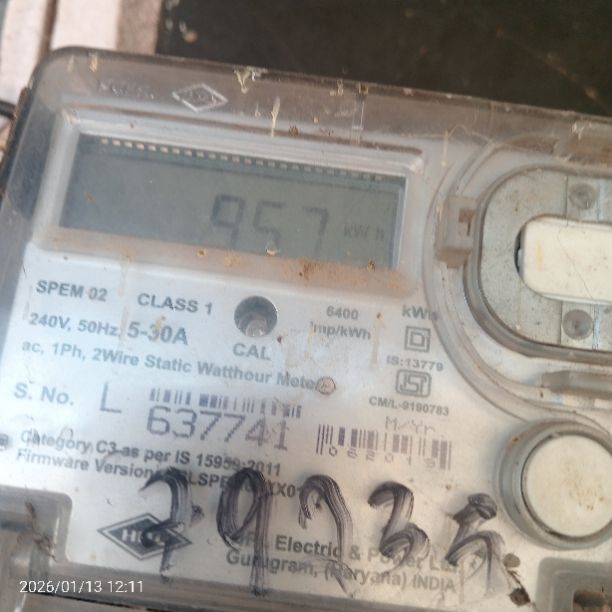 957 kWh
SPEM 02 CLASS 1
6400 imp/kWh
kWh
240V, 50Hz, 5-30A
CAL
IS:13779
ac, 1Ph, 2Wire Static Watthour Meter
CM/L-9190783
S. No. L 637741
M/Yr
062019
Category C3 as per IS 15959:2011
Firmware Version
Electric & Power
Gurugram, (Haryana) INDIA
2026/01/13 12:11